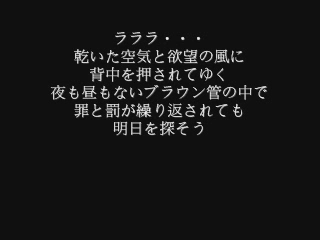 ラララ・・・
乾いた空気と欲望の風に
背中を押されてゆく
夜も昼もないブラウン管の中で
罪と罰が繰り返されても
明日を探そう